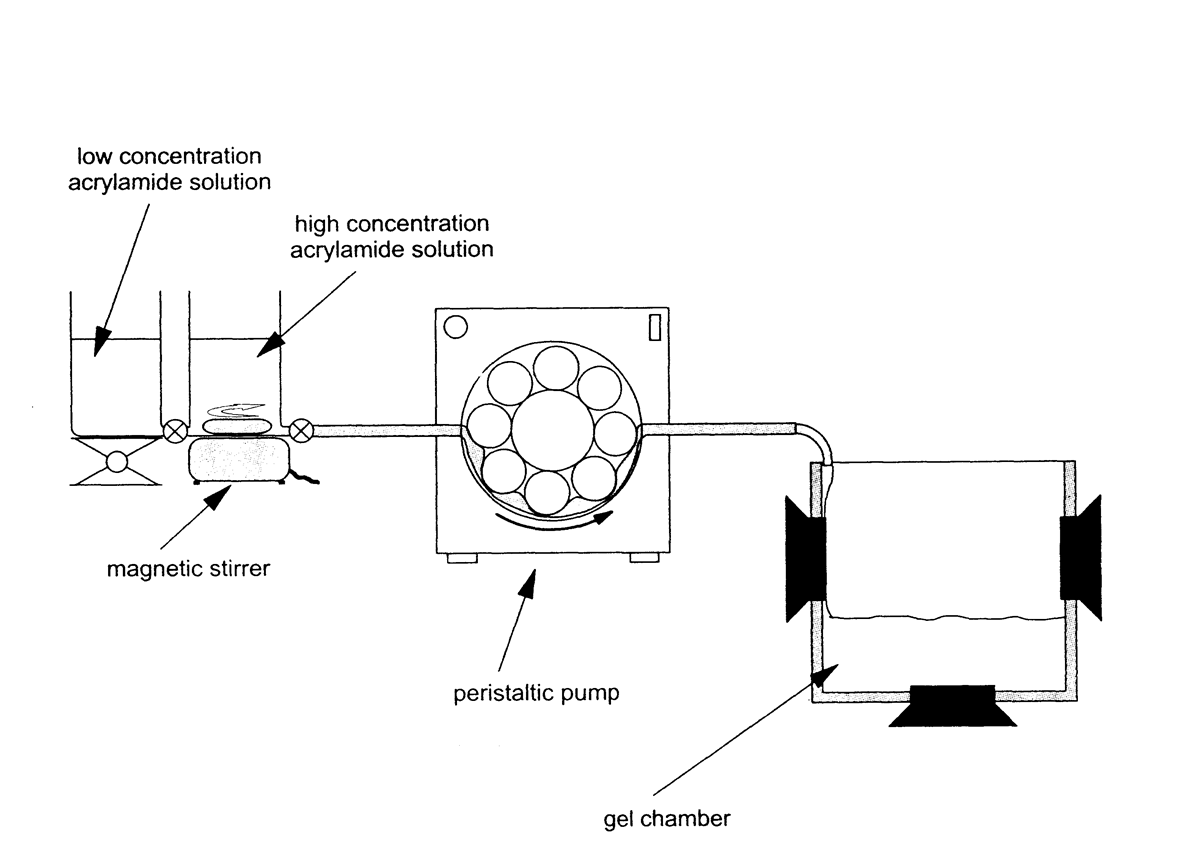 low concentration
acrylamide solution
high concentration
acrylamide solution
magnetic stirrer
peristaltic pump
gel chamber